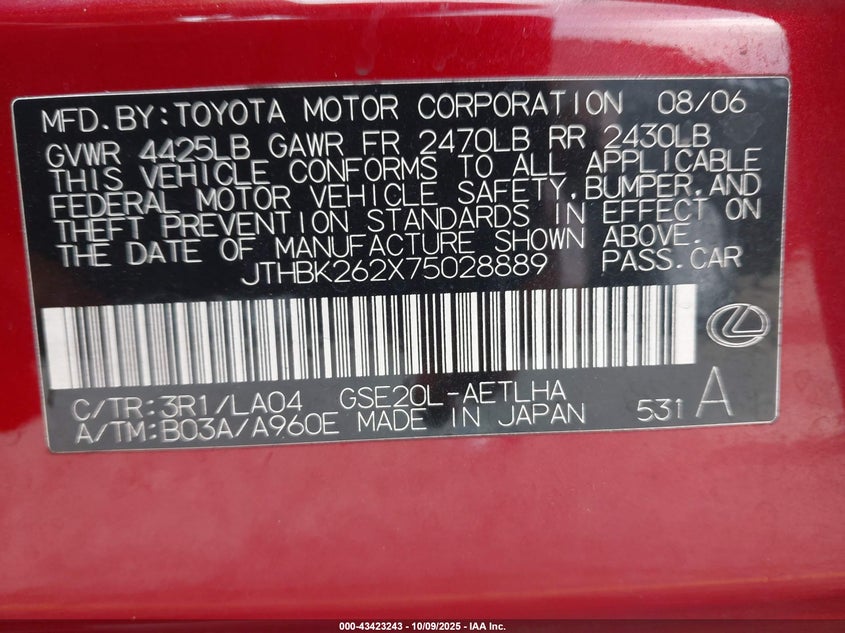 MFD. BY: TOYOTA MOTOR CORPORATION 08/06
GVWR 4425LB GAWR FR 2470LB RR 2430LB
THIS VEHICLE CONFORMS TO ALL APPLICABLE
FEDERAL MOTOR VEHICLE SAFETY, BUMPER, AND
THEFT PREVENTION STANDARDS IN EFFECT ON
THE DATE OF MANUFACTURE SHOWN ABOVE.
JTHBK262X75028889 PASS. CAR
C/TR: 3R1/LA04 GSE20L-AETLHA
A/TM: B03A/A960E MADE IN JAPAN 531 A
000-43423243 - 10/09/2025 - IAA Inc.